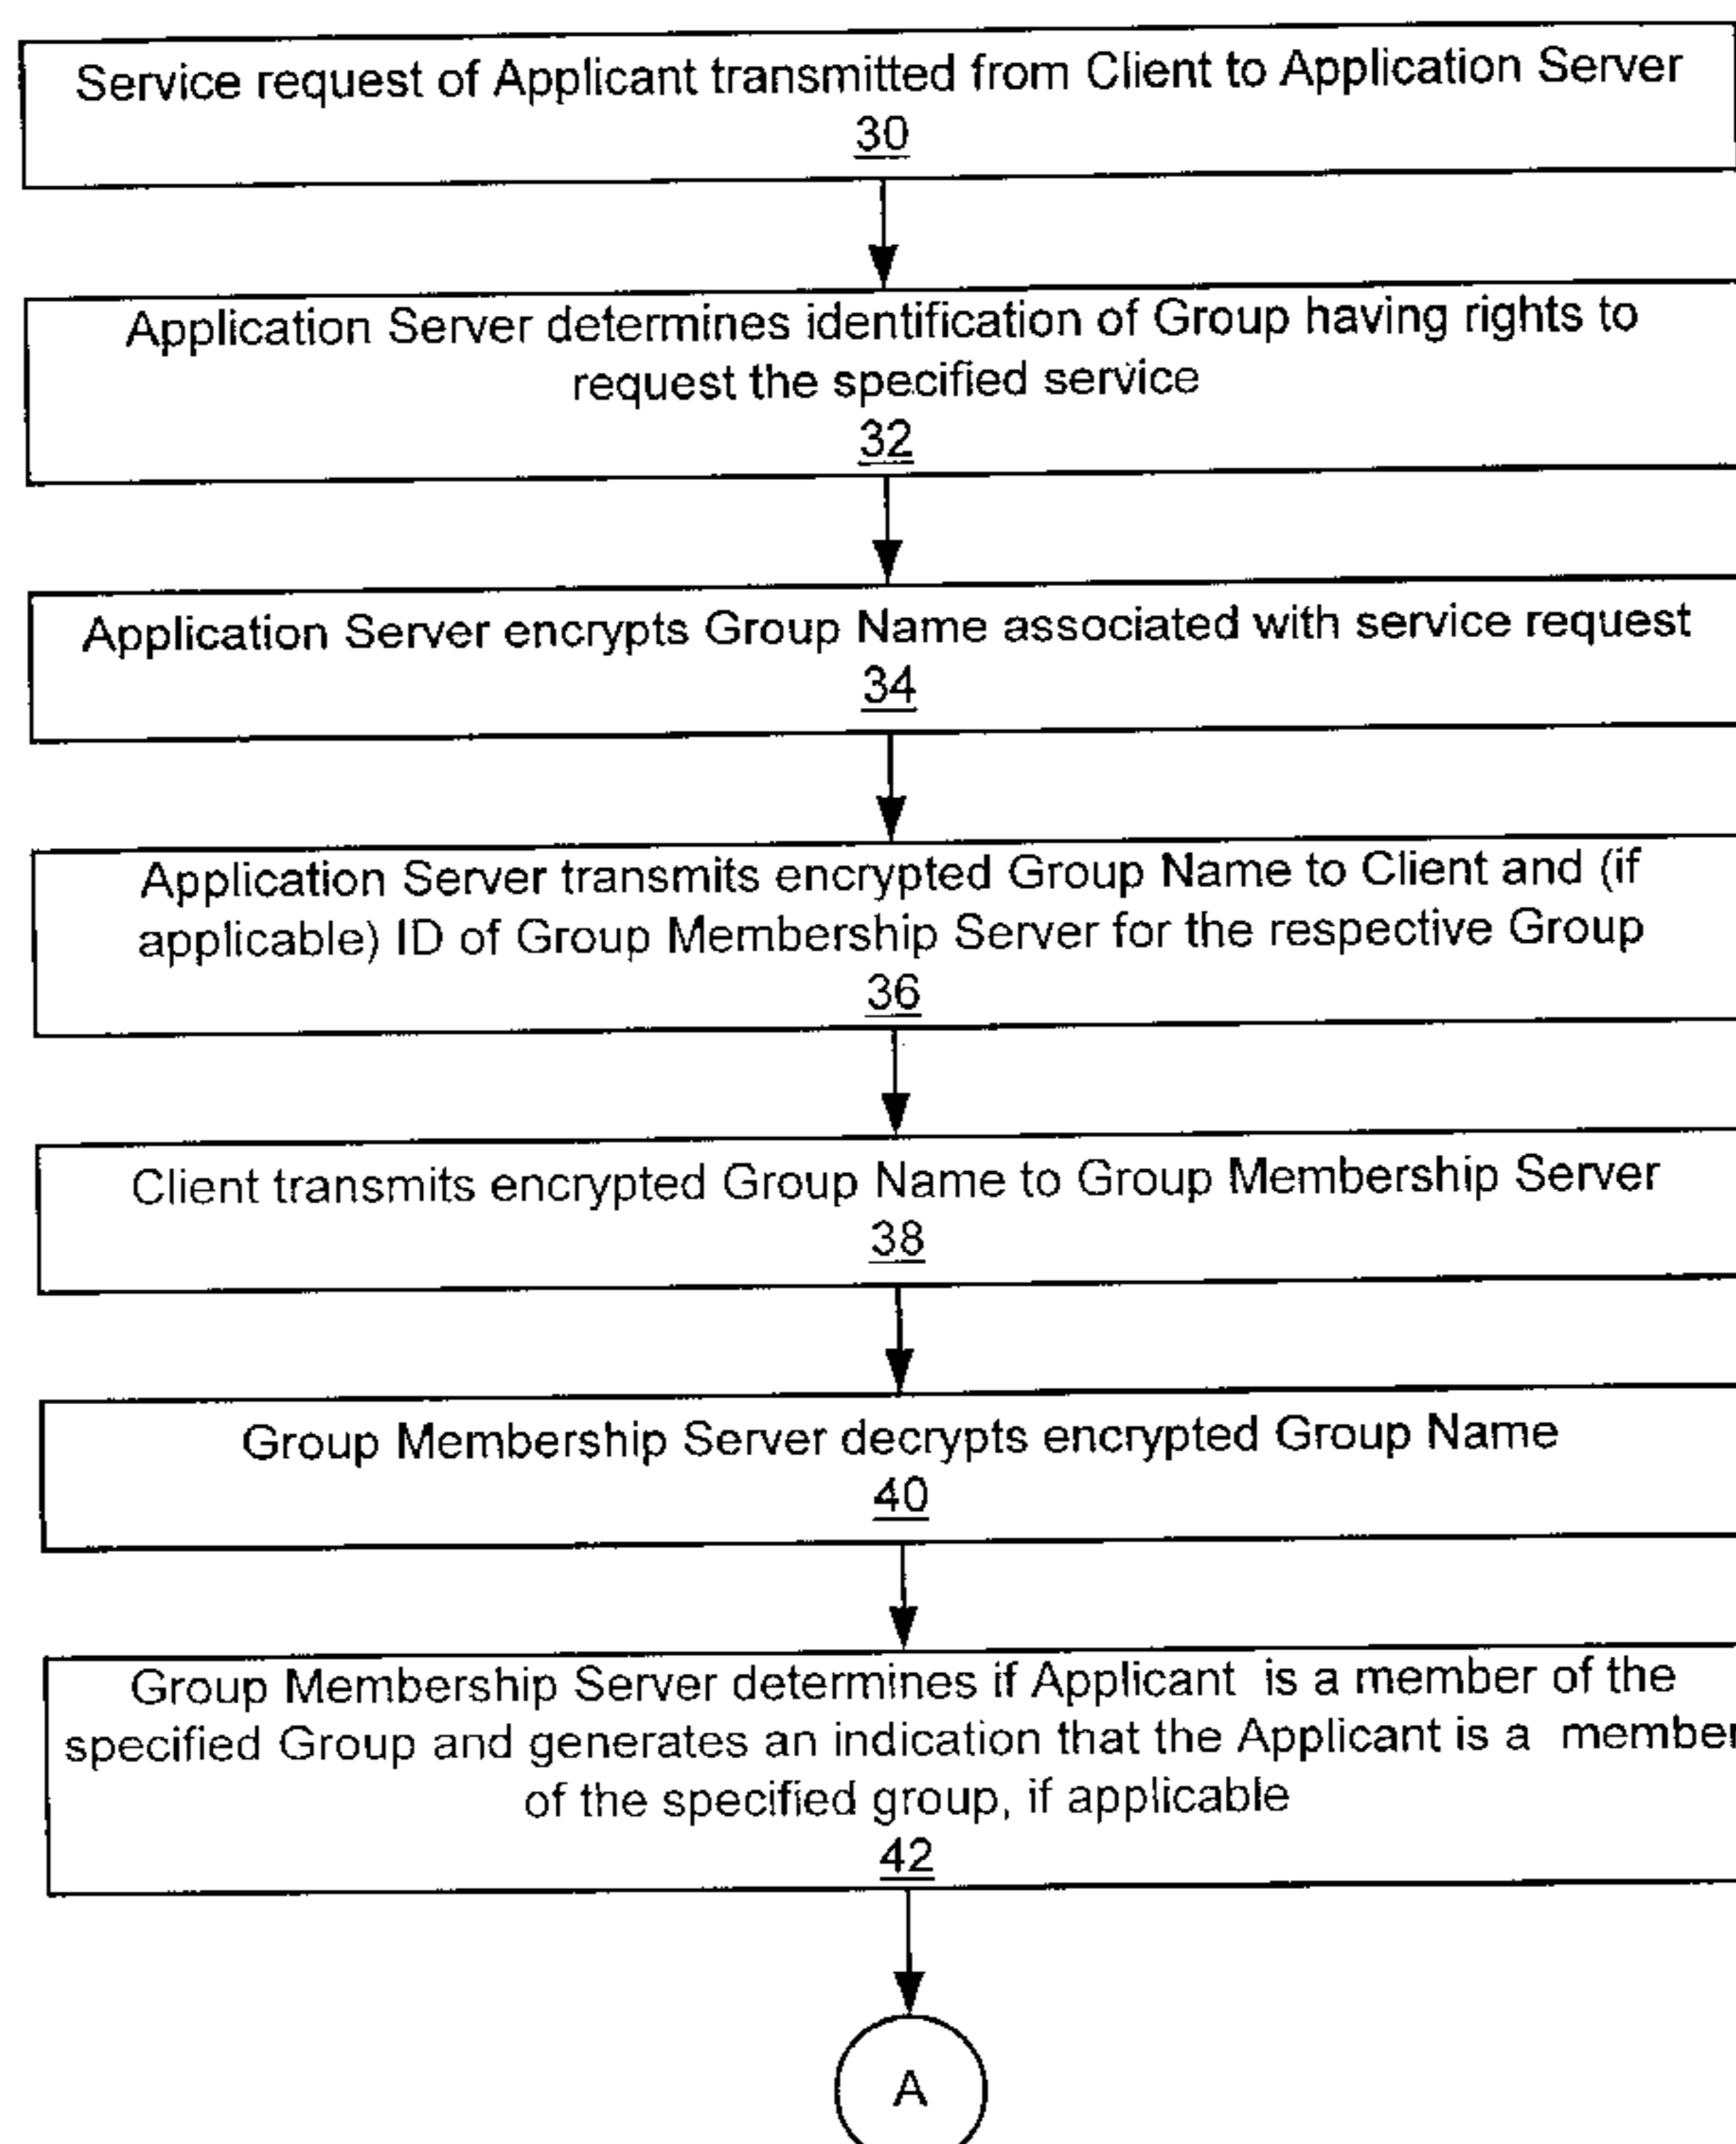 Service request of Applicant transmitted from Client to Application Server
30
Application Server determines identification of Group having rights to
request the specified service
32
Application Server encrypts Group Name associated with service request
34
Application Server transmits encrypted Group Name to Client and (if
applicable) ID of Group Membership Server for the respective Group
36
Client transmits encrypted Group Name to Group Membership Server
38
Group Membership Server decrypts encrypted Group Name
40
Group Membership Server determines if Applicant is a member of the
specified Group and generates an indication that the Applicant is a member
of the specified group, if applicable
42
A